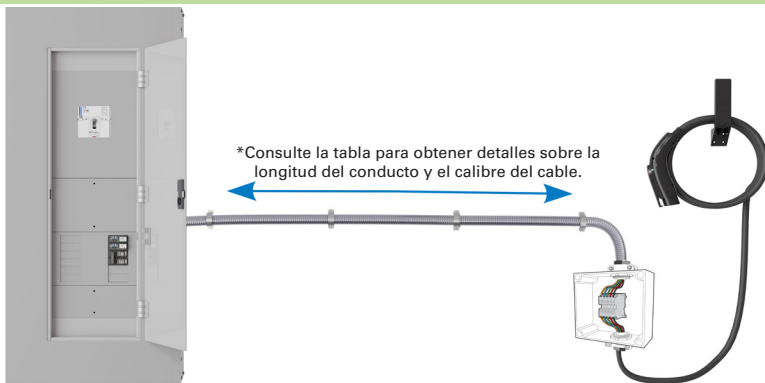 *Consulte la tabla para obtener detalles sobre la
longitud del conducto y el calibre del cable.